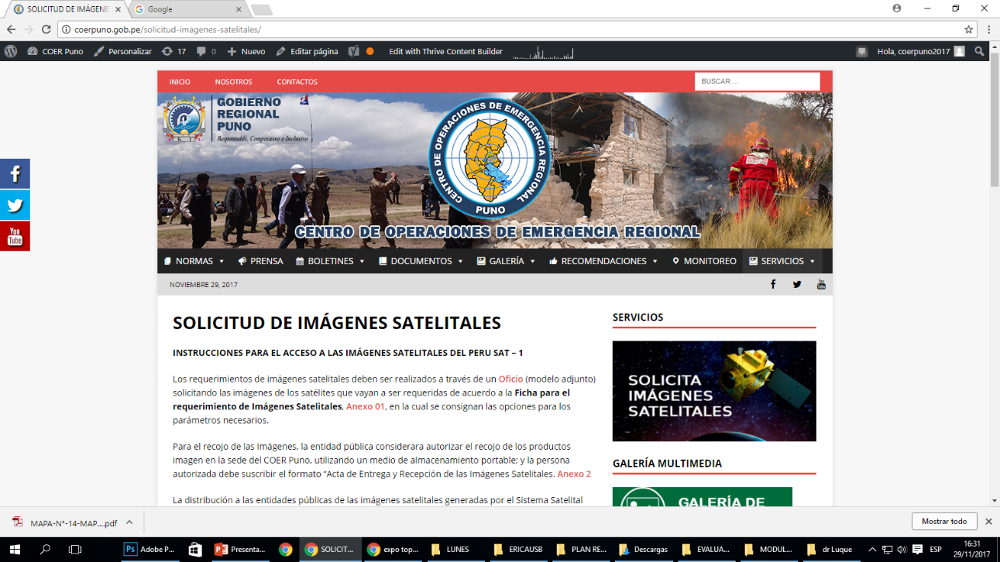 SOLICITUD DE IMÁGENE
Google
coerpuno.gob.pe/solicitud-imagenes-satelitales/
COER Puno Personalizar 17 0 Nuevo Editar página Edit with Thrive Content Builder Hola, coerpuno2017
INICIO NOSOTROS CONTACTOS BUSCAR ...
GOBIERNO
REGIONAL
PUNO
Responsable, Competitivo e Inclusivo
CENTRO DE OPERACIONES DE EMERGENCIA REGIONAL
PUNO
CENTRO DE OPERACIONES DE EMERGENCIA REGIONAL
You
Tube
NORMAS PRENSA BOLETINES DOCUMENTOS GALERÍA RECOMENDACIONES MONITOREO SERVICIOS
NOVIEMBRE 29, 2017
SOLICITUD DE IMÁGENES SATELITALES
INSTRUCCIONES PARA EL ACCESO A LAS IMÁGENES SATELITALES DEL PERU SAT – 1
Los requerimientos de imágenes satelitales deben ser realizados a través de un Oficio (modelo adjunto)
solicitando las imágenes de los satélites que vayan a ser requeridas de acuerdo a la Ficha para el
requerimiento de Imágenes Satelitales, Anexo 01, en la cual se consignan las opciones para los
parámetros necesarios.
Para el recojo de las Imágenes, la entidad pública considerara autorizar el recojo de los productos
imagen en la sede del COER Puno, utilizando un medio de almacenamiento portable; y la persona
autorizada debe suscribir el formato “Acta de Entrega y Recepción de las Imágenes Satelitales. Anexo 2
La distribución a las entidades públicas de las imágenes satelitales generadas por el Sistema Satelital
SERVICIOS
SOLICITA
IMÁGENES
SATELITALES
GALERÍA MULTIMEDIA
GALERÍA DE
MAPA-N°-14-MAP....pdf
Mostrar todo
Adobe P... Presenta... SOLICIT... expo top... LUNES ERICAUSB PLAN RE... Descargas EVALUA... MODUL... dr Luque ESP
16:31
29/11/2017